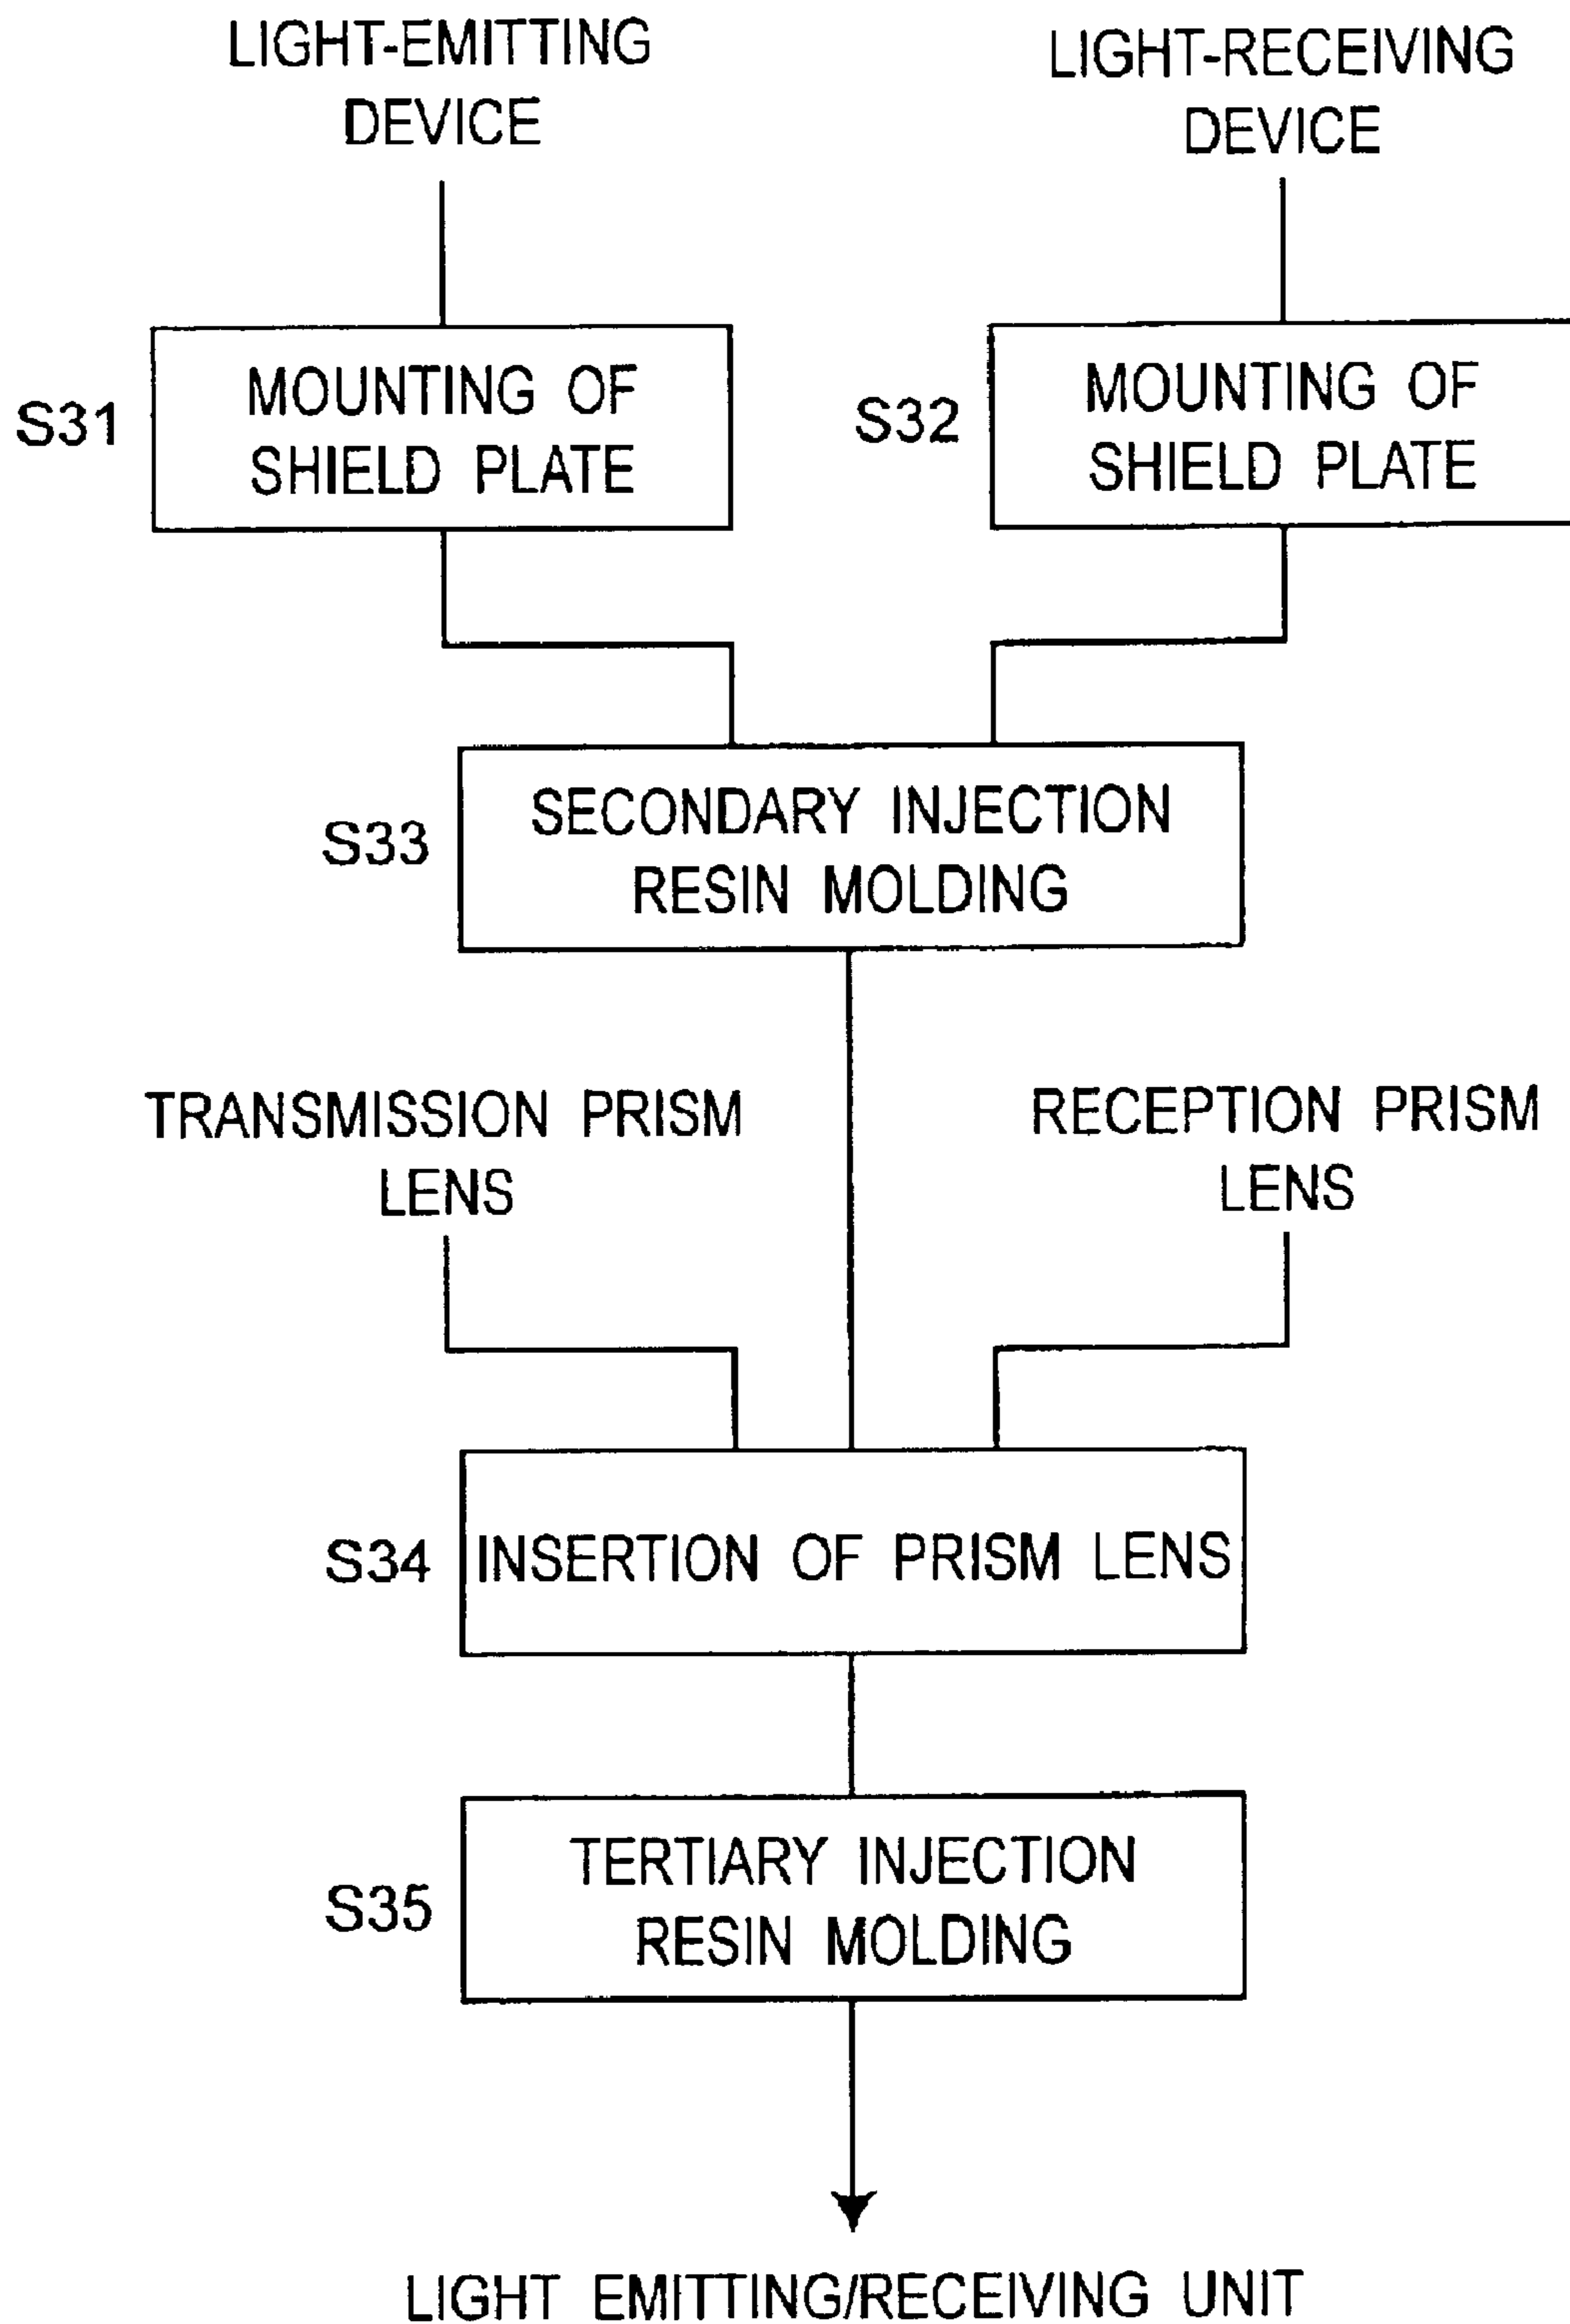 LIGHT-EMITTING
DEVICE
LIGHT-RECEIVING
DEVICE
S31
MOUNTING OF
SHIELD PLATE
S32
MOUNTING OF
SHIELD PLATE
S33
SECONDARY INJECTION
RESIN MOLDING
TRANSMISSION PRISM
LENS
RECEPTION PRISM
LENS
S34
INSERTION OF PRISM LENS
S35
TERTIARY INJECTION
RESIN MOLDING
LIGHT EMITTING/RECEIVING UNIT